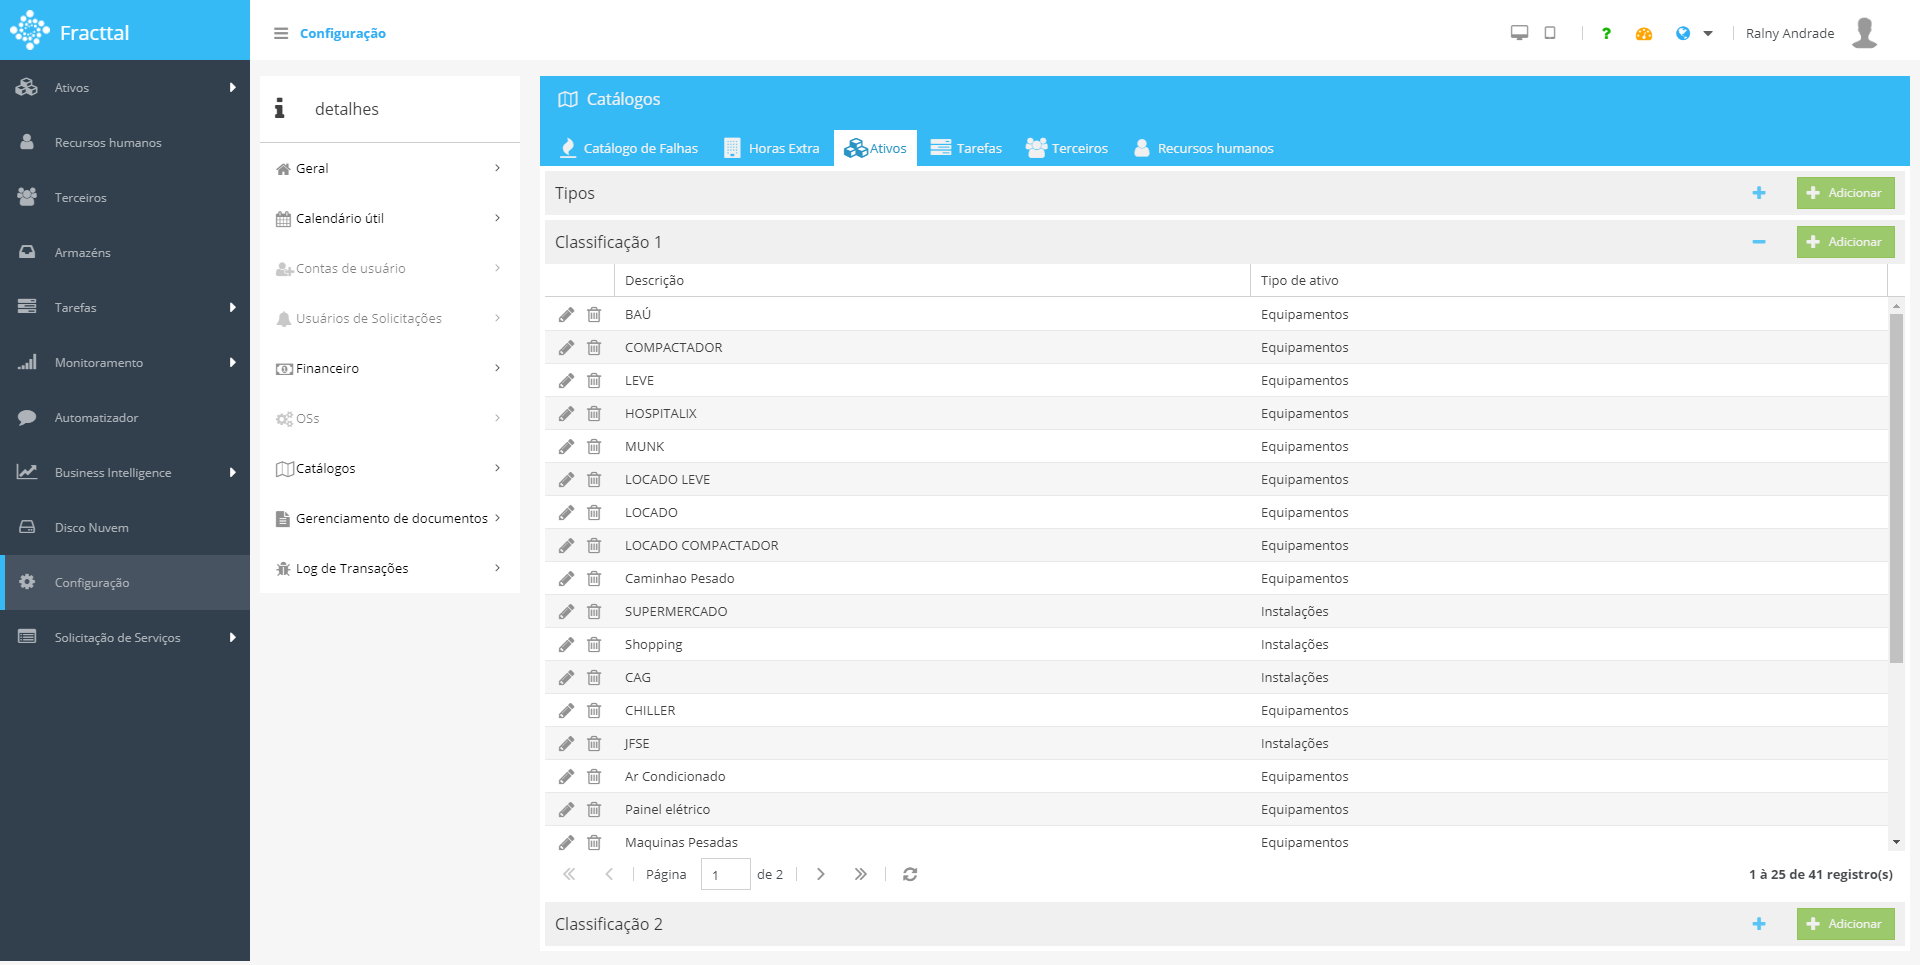 Fracttal
Configuração
?
Ralny Andrade
Ativos
Recursos humanos
Terceiros
Armazéns
Tarefas
Monitoramento
Automatizador
Business Intelligence
Disco Nuvem
Configuração
Solicitação de Serviços
detalhes
Geral
Calendário útil
Contas de usuário
Usuários de Solicitações
Financeiro
OSs
Catálogos
Gerenciamento de documentos
Log de Transações
Catálogos
Catálogo de Falhas Horas Extra Ativos Tarefas Terceiros Recursos humanos
Tipos Adicionar
Classificação 1 Adicionar
Descrição Tipo de ativo
BAÚ Equipamentos
COMPACTADOR Equipamentos
LEVE Equipamentos
HOSPITALIX Equipamentos
MUNK Equipamentos
LOCADO LEVE Equipamentos
LOCADO Equipamentos
LOCADO COMPACTADOR Equipamentos
Caminhao Pesado Equipamentos
SUPERMERCADO Instalações
Shopping Instalações
CAG Instalações
CHILLER Equipamentos
JFSE Instalações
Ar Condicionado Equipamentos
Painel elétrico Equipamentos
Maquinas Pesadas Equipamentos
Página 1 de 2 1 à 25 de 41 registro(s)
Classificação 2 Adicionar